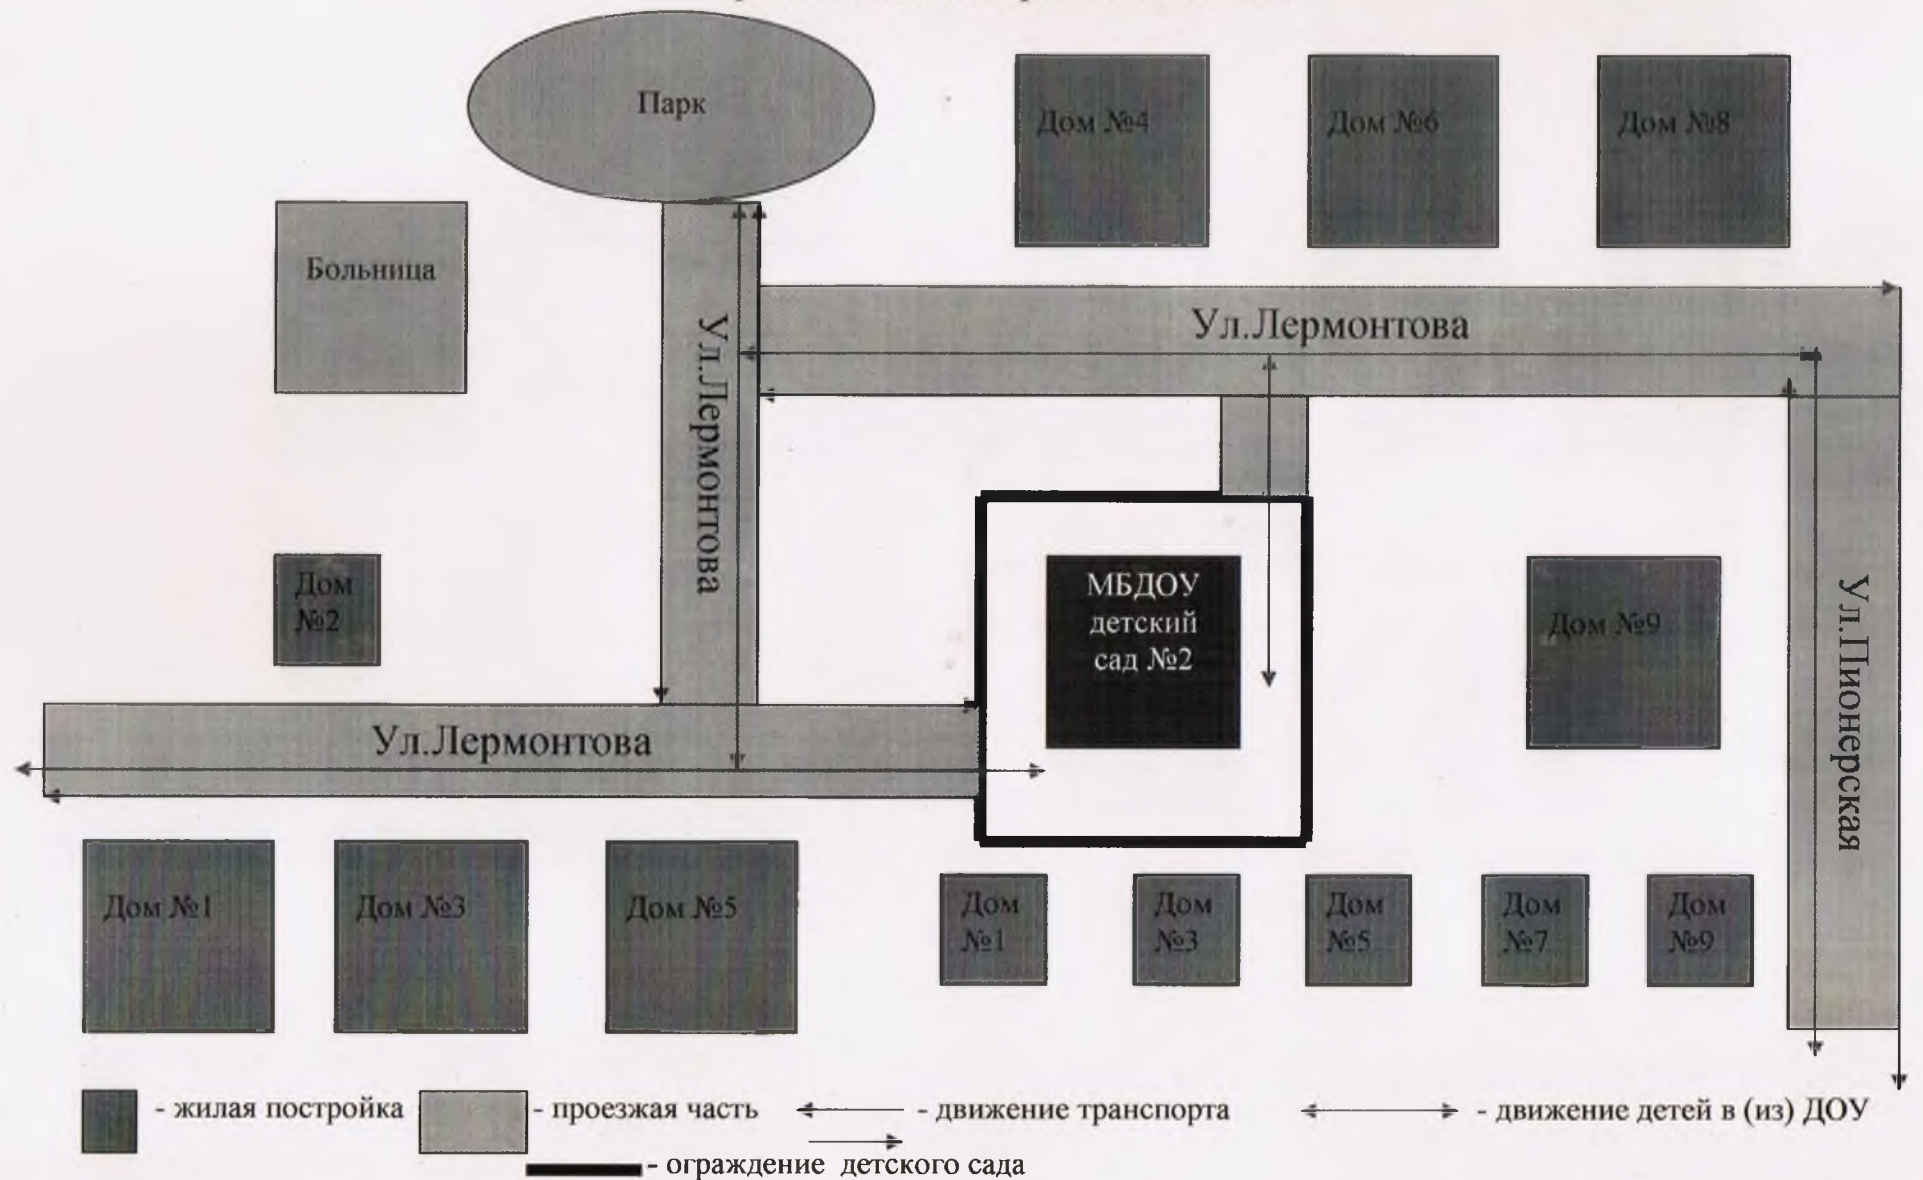 Парк
Дом №4
Дом №6
Дом №8
Больница
Ул.Лермонтова
Ул.Лермонтова
Дом
№2
МБДОУ
детский
сад №2
Дом №9
Ул.Пионерская
Ул.Лермонтова
Дом №1
Дом №3
Дом №5
Дом
№1
Дом
№3
Дом
№5
Дом
№7
Дом
№9
- жилая постройка
- проезжая часть
- движение транспорта
- движение детей в (из) ДОУ
- ограждение детского сада